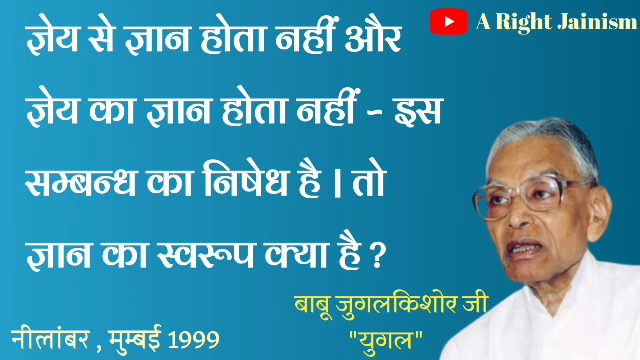 A Right Jainism
ज्ञेय से ज्ञान होता नहीं और
ज्ञेय का ज्ञान होता नहीं - इस
सम्बन्ध का निषेध है । तो
ज्ञान का स्वरूप क्या है ?
बाबू जुगलकिशोर जी
"युगल"
नीलांबर , मुम्बई 1999